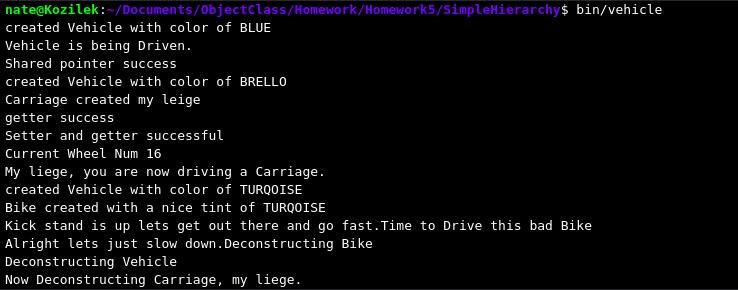 nate@Kozilek:~/Documents/ObjectClass/Homework/Homework5/SimpleHierarchy$ bin/vehicle
created Vehicle with color of BLUE
Vehicle is being Driven.
Shared pointer success
created Vehicle with color of BRELLO
Carriage created my leige
getter success
Setter and getter successful
Current Wheel Num 16
My liege, you are now driving a Carriage.
created Vehicle with color of TURQOISE
Bike created with a nice tint of TURQOISE
Kick stand is up lets get out there and go fast.Time to Drive this bad Bike
Alright lets just slow down.Deconstructing Bike
Deconstructing Vehicle
Now Deconstructing Carriage, my liege.